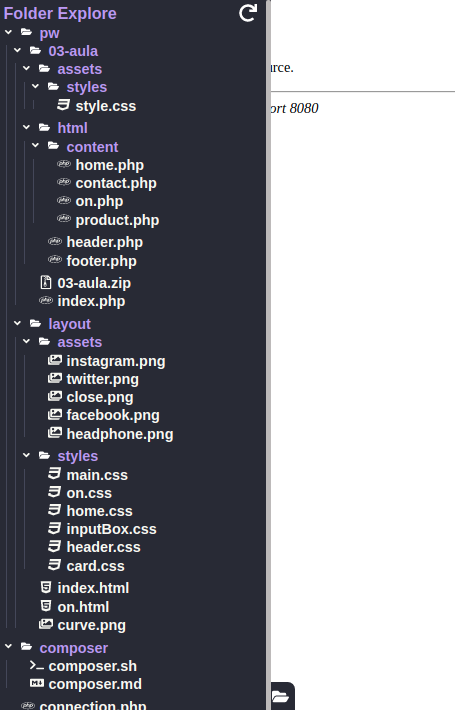 Folder Explore
pw
03-aula
assets
urce.
styles
style.css
ort 8080
html
content
home.php
contact.php
on.php
product.php
header.php
footer.php
03-aula.zip
index.php
layout
assets
instagram.png
twitter.png
close.png
facebook.png
headphone.png
styles
main.css
on.css
home.css
inputBox.css
header.css
card.css
index.html
on.html
curve.png
composer
composer.sh
composer.md
connection.php